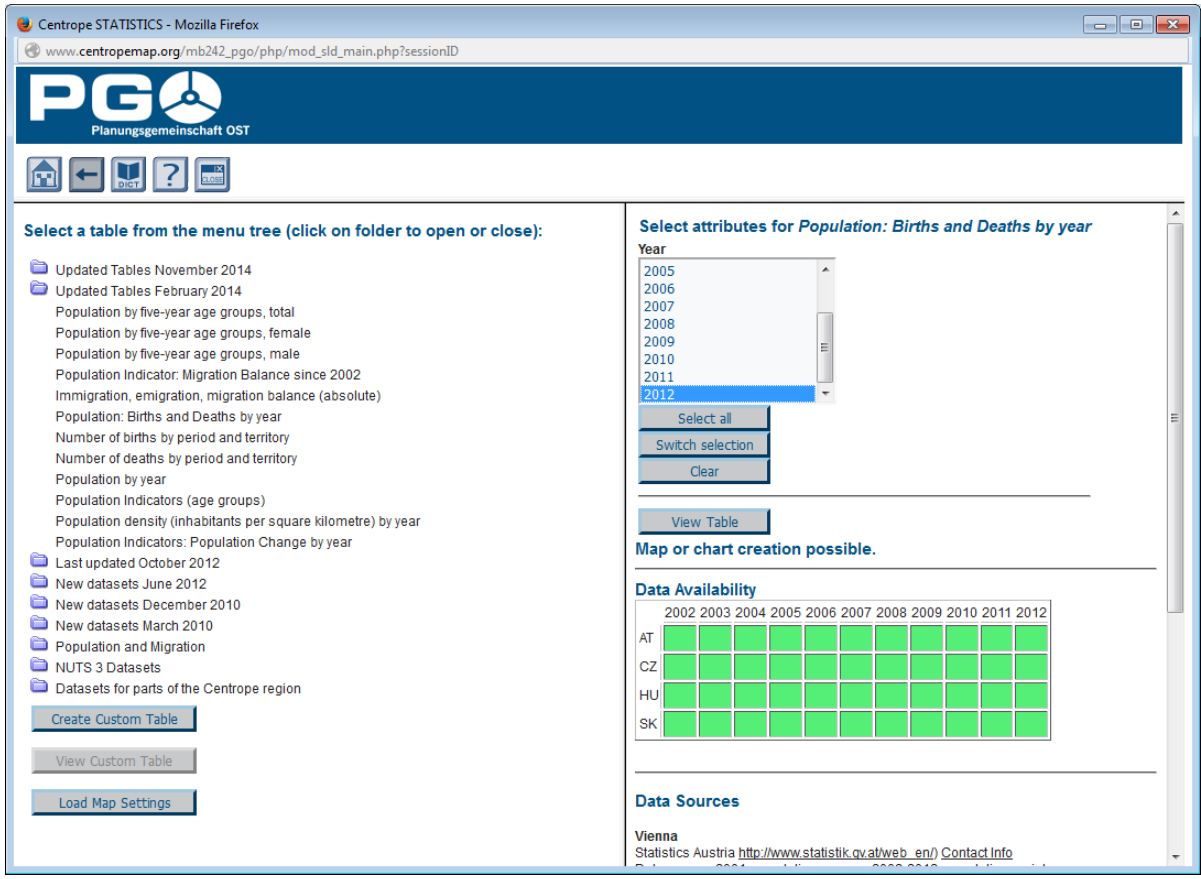 Centrope STATISTICS - Mozilla Firefox
www.centropemap.org/mb242_pgo/php/mod_sld_main.php?sessionID
PGO
Planungsgemeinschaft OST
DICT
?
CLOSE
Select a table from the menu tree (click on folder to open or close):
Updated Tables November 2014
Updated Tables February 2014
Population by five-year age groups, total
Population by five-year age groups, female
Population by five-year age groups, male
Population Indicator: Migration Balance since 2002
Immigration, emigration, migration balance (absolute)
Population: Births and Deaths by year
Number of births by period and territory
Number of deaths by period and territory
Population by year
Population Indicators (age groups)
Population density (inhabitants per square kilometre) by year
Population Indicators: Population Change by year
Last updated October 2012
New datasets June 2012
New datasets December 2010
New datasets March 2010
Population and Migration
NUTS 3 Datasets
Datasets for parts of the Centrope region
Create Custom Table
View Custom Table
Load Map Settings
Select attributes for Population: Births and Deaths by year
Year
2005
2006
2007
2008
2009
2010
2011
2012
Select all
Switch selection
Clear
View Table
Map or chart creation possible.
Data Availability
2002 2003 2004 2005 2006 2007 2008 2009 2010 2011 2012
AT
CZ
HU
SK
Data Sources
Vienna
Statistics Austria http://www.statistik.gv.at/web_en/) Contact Info